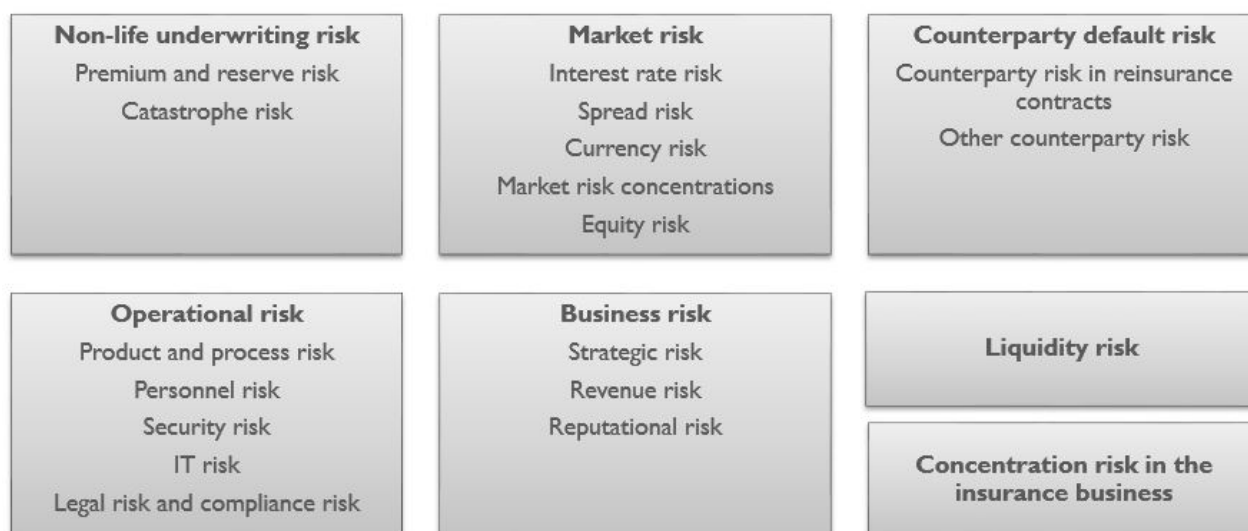 Non-life underwriting risk
Premium and reserve risk
Catastrophe risk
Market risk
Interest rate risk
Spread risk
Currency risk
Market risk concentrations
Equity risk
Counterparty default risk
Counterparty risk in reinsurance
contracts
Other counterparty risk
Operational risk
Product and process risk
Personnel risk
Security risk
IT risk
Legal risk and compliance risk
Business risk
Strategic risk
Revenue risk
Reputational risk
Liquidity risk
Concentration risk in the
insurance business